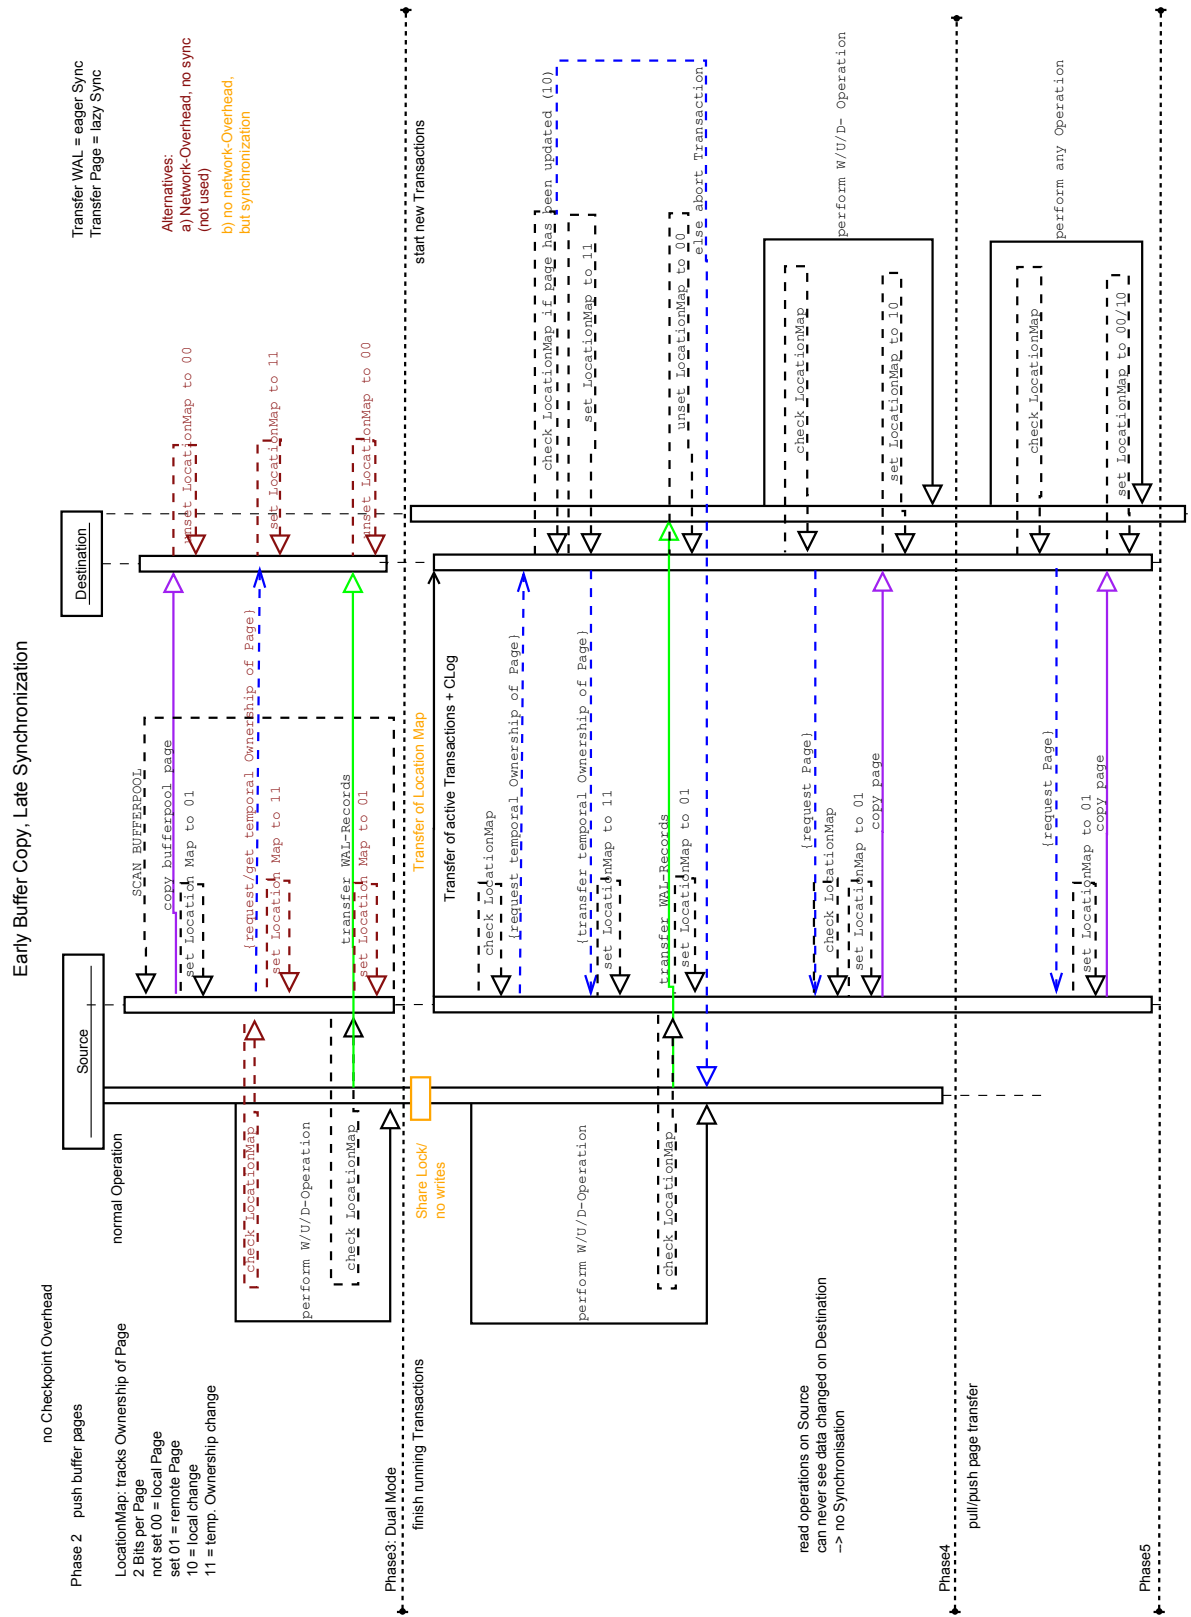 Early Buffer Copy, Late Synchronization
no Checkpoint Overhead
Phase 2
push buffer pages
LocationMap: tracks Ownership of Page
2 Bits per Page
not set 00 = local Page
set 01 = remote Page
10 = local change
11 = temp. Ownership change
normal Operation
Source
Destination
Transfer WAL = eager Sync
Transfer Page = lazy Sync
Alternatives:
a) Network-Overhead, no sync
(not used)
b) no network-Overhead,
but synchronization
SCAN BUFFERPOOL
copy bufferpool page
set Location Map to 01
unset LocationMap to 00
check LocationMap
{request/get temporal Ownership of Page}
set Location Map to 11
set LocationMap to 11
perform W/U/D-Operation
check LocationMap
transfer WAL-Records
set Location Map to 01
unset LocationMap to 00
Phase3: Dual Mode
finish running Transactions
Share Lock/
no writes
Transfer of Location Map
Transfer of active Transactions + CLog
start new Transactions
check LocationMap
{request temporal Ownership of Page}
check LocationMap if page has been updated (10)
{transfer temporal Ownership of Page}
set LocationMap to 11
set LocationMap to 11
perform W/U/D-Operation
check LocationMap
transfer WAL-Records
set LocationMap to 01
unset LocationMap to 00
else abort Transaction
read operations on Source
can never see data changed on Destination
--> no Synchronisation
{request Page}
check LocationMap
set LocationMap to 01
copy page
check LocationMap
perform W/U/D- Operation
set LocationMap to 10
Phase4
pull/push page transfer
{request Page}
set LocationMap to 01
copy page
check LocationMap
perform any Operation
set LocationMap to 00/10
Phase5